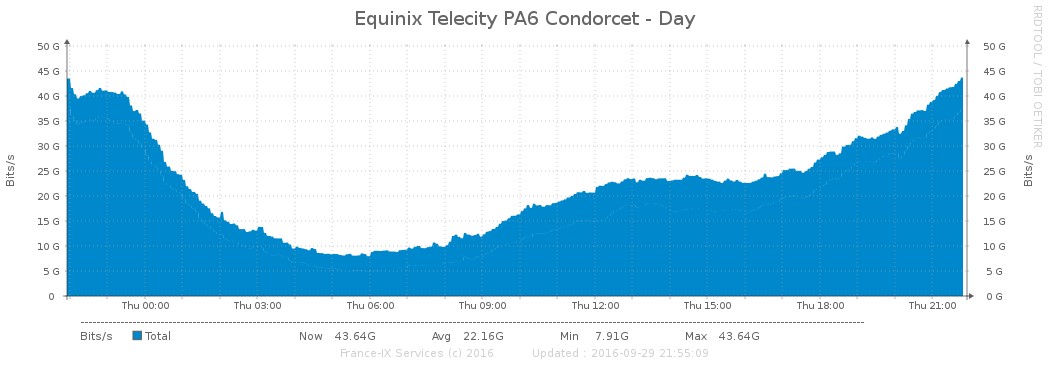 Equinix Telecity PA6 Condorcet - Day
RRDTOOL / TOBI OETIKER
Bits/s
50 G 50 G
45 G 45 G
40 G 40 G
35 G 35 G
30 G 30 G
25 G 25 G
20 G 20 G
15 G 15 G
10 G 10 G
5 G 5 G
0 0 G
Bits/s
Thu 00:00 Thu 03:00 Thu 06:00 Thu 09:00 Thu 12:00 Thu 15:00 Thu 18:00 Thu 21:00
Bits/s Total Now 43.64G Avg 22.16G Min 7.91G Max 43.64G
France-IX Services (c) 2016 Updated : 2016-09-29 21:55:09